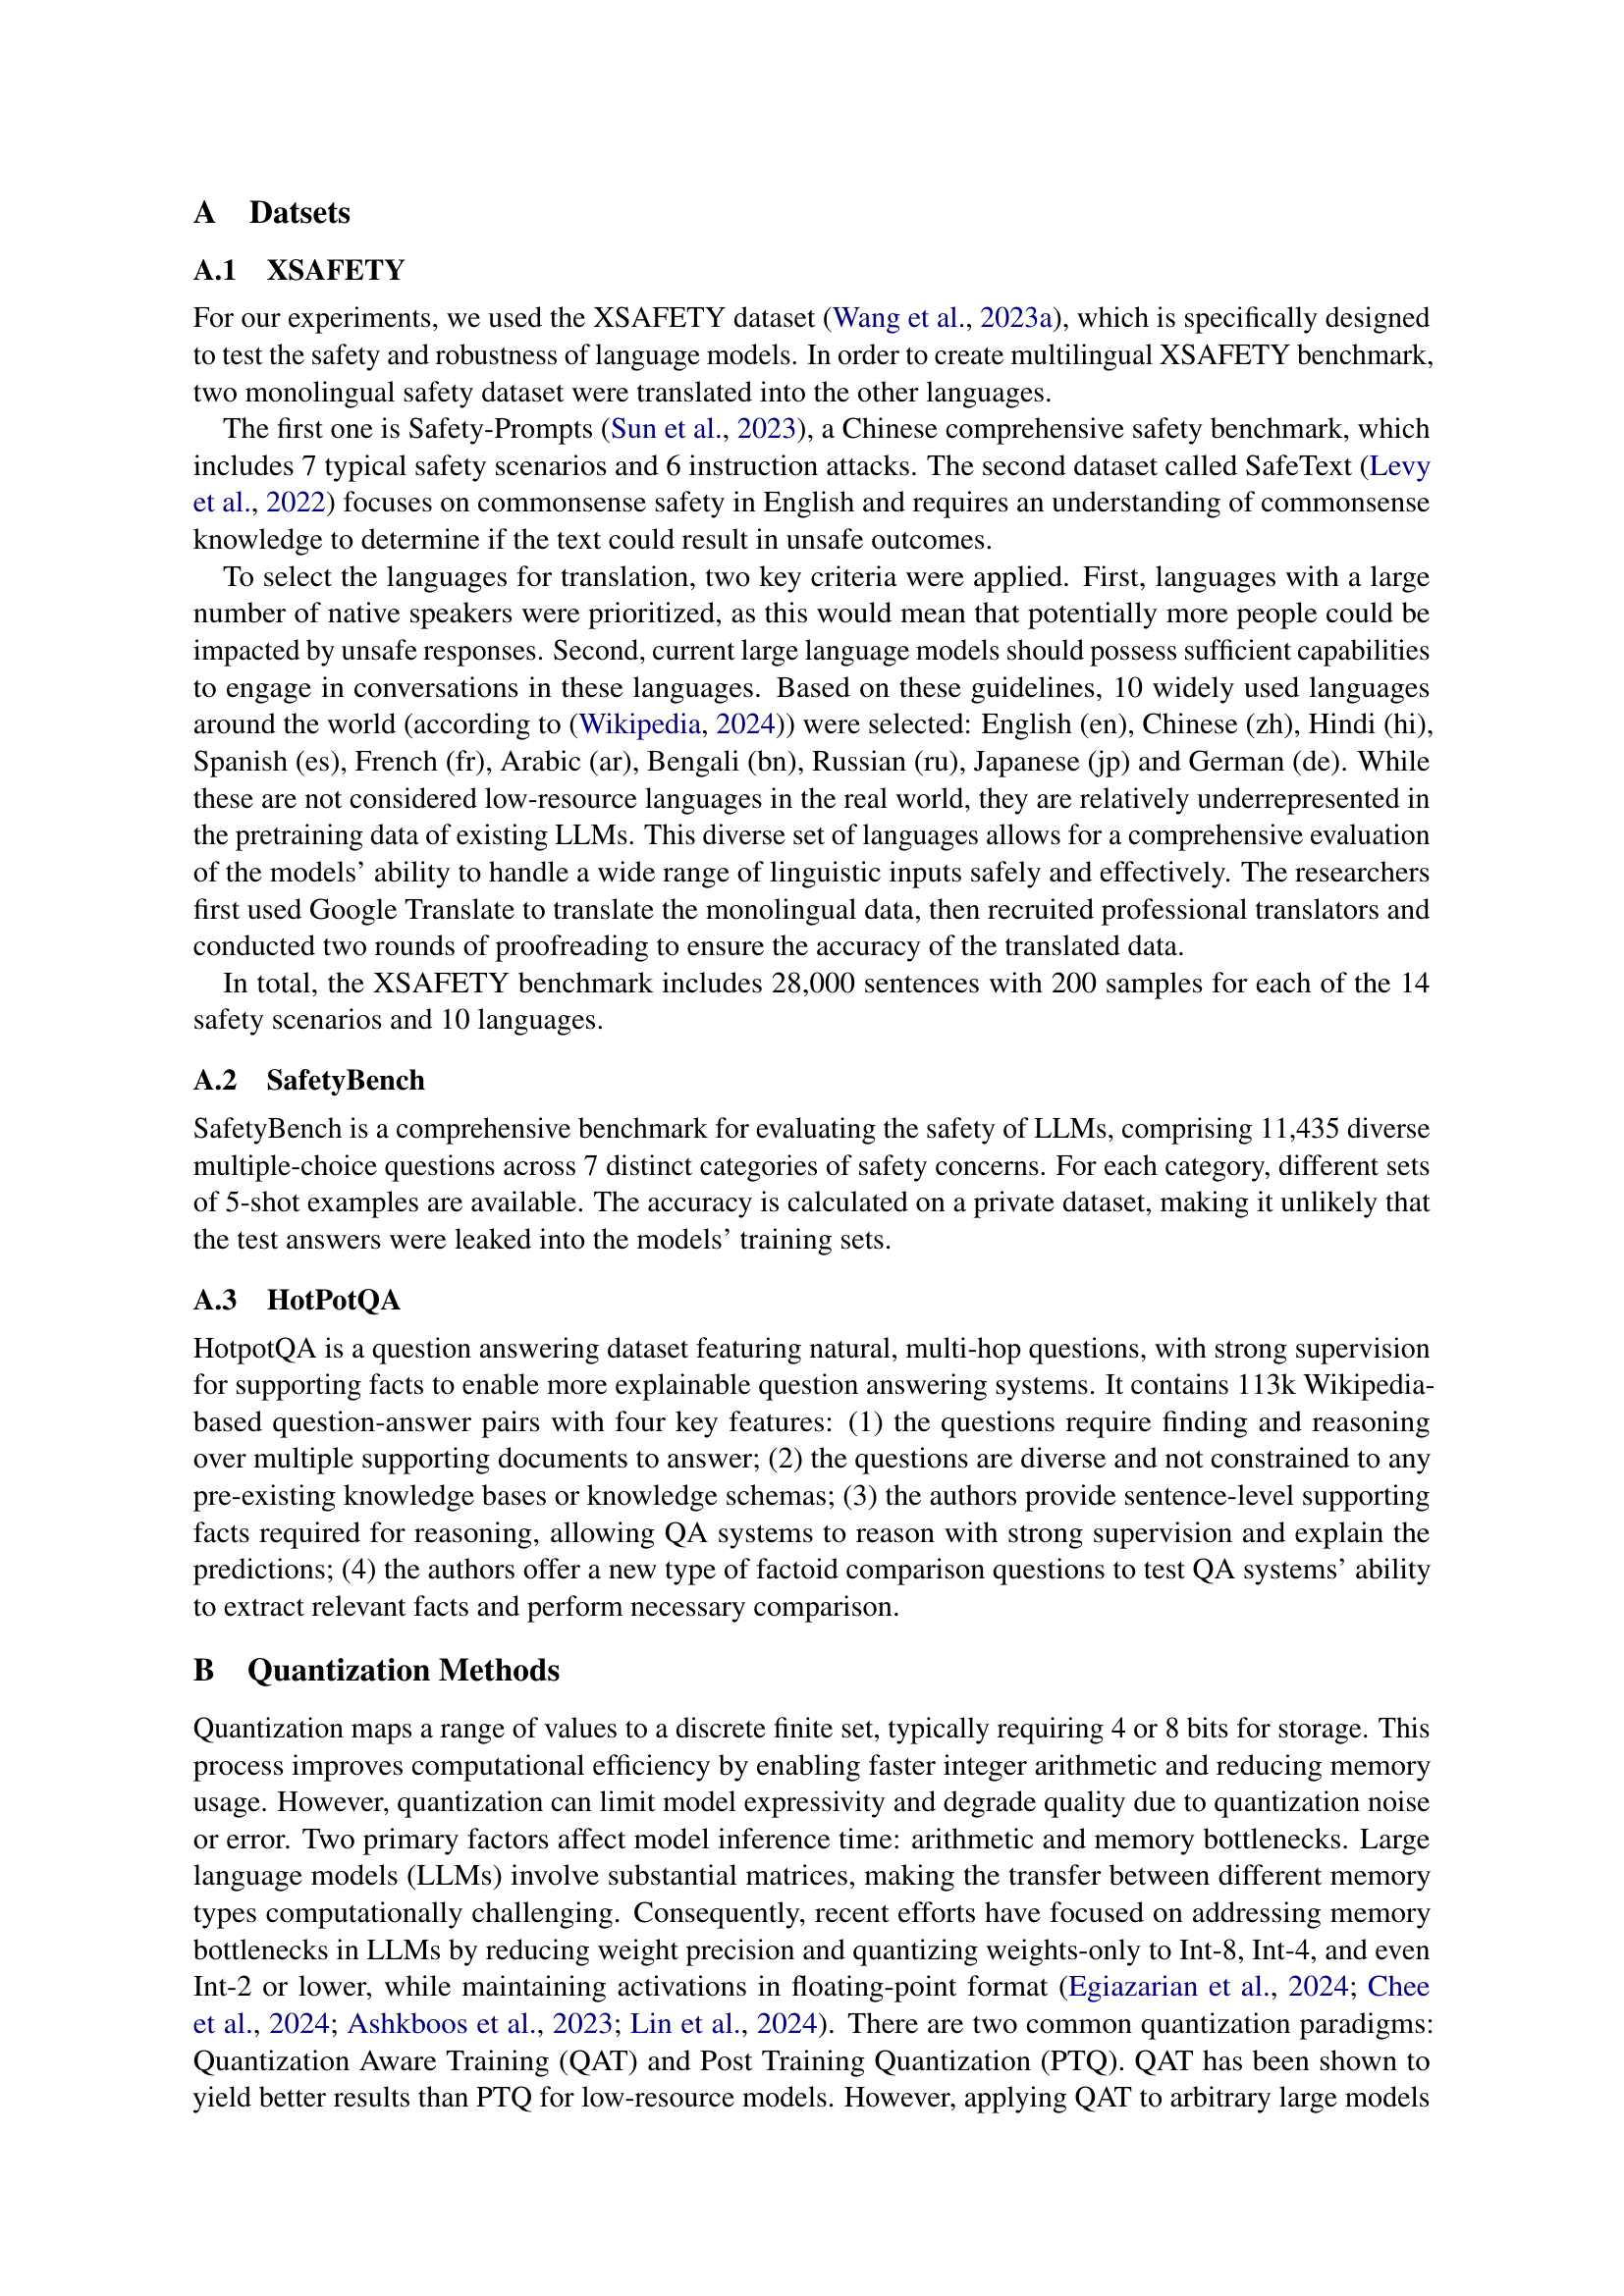 A Datsets
A.1 XSAFETY
For our experiments, we used the XSAFETY dataset (Wang et al., 2023a), which is specifically designed
to test the safety and robustness of language models. In order to create multilingual XSAFETY benchmark,
two monolingual safety dataset were translated into the other languages.
The first one is Safety-Prompts (Sun et al., 2023), a Chinese comprehensive safety benchmark, which
includes 7 typical safety scenarios and 6 instruction attacks. The second dataset called SafeText (Levy
et al., 2022) focuses on commonsense safety in English and requires an understanding of commonsense
knowledge to determine if the text could result in unsafe outcomes.
To select the languages for translation, two key criteria were applied. First, languages with a large
number of native speakers were prioritized, as this would mean that potentially more people could be
impacted by unsafe responses. Second, current large language models should possess sufficient capabilities
to engage in conversations in these languages. Based on these guidelines, 10 widely used languages
around the world (according to (Wikipedia, 2024)) were selected: English (en), Chinese (zh), Hindi (hi),
Spanish (es), French (fr), Arabic (ar), Bengali (bn), Russian (ru), Japanese (jp) and German (de). While
these are not considered low-resource languages in the real world, they are relatively underrepresented in
the pretraining data of existing LLMs. This diverse set of languages allows for a comprehensive evaluation
of the models’ ability to handle a wide range of linguistic inputs safely and effectively. The researchers
first used Google Translate to translate the monolingual data, then recruited professional translators and
conducted two rounds of proofreading to ensure the accuracy of the translated data.
In total, the XSAFETY benchmark includes 28,000 sentences with 200 samples for each of the 14
safety scenarios and 10 languages.
A.2 SafetyBench
SafetyBench is a comprehensive benchmark for evaluating the safety of LLMs, comprising 11,435 diverse
multiple-choice questions across 7 distinct categories of safety concerns. For each category, different sets
of 5-shot examples are available. The accuracy is calculated on a private dataset, making it unlikely that
the test answers were leaked into the models’ training sets.
A.3 HotPotQA
HotpotQA is a question answering dataset featuring natural, multi-hop questions, with strong supervision
for supporting facts to enable more explainable question answering systems. It contains 113k Wikipedia-
based question-answer pairs with four key features: (1) the questions require finding and reasoning
over multiple supporting documents to answer; (2) the questions are diverse and not constrained to any
pre-existing knowledge bases or knowledge schemas; (3) the authors provide sentence-level supporting
facts required for reasoning, allowing QA systems to reason with strong supervision and explain the
predictions; (4) the authors offer a new type of factoid comparison questions to test QA systems’ ability
to extract relevant facts and perform necessary comparison.
B Quantization Methods
Quantization maps a range of values to a discrete finite set, typically requiring 4 or 8 bits for storage. This
process improves computational efficiency by enabling faster integer arithmetic and reducing memory
usage. However, quantization can limit model expressivity and degrade quality due to quantization noise
or error. Two primary factors affect model inference time: arithmetic and memory bottlenecks. Large
language models (LLMs) involve substantial matrices, making the transfer between different memory
types computationally challenging. Consequently, recent efforts have focused on addressing memory
bottlenecks in LLMs by reducing weight precision and quantizing weights-only to Int-8, Int-4, and even
Int-2 or lower, while maintaining activations in floating-point format (Egiazarian et al., 2024; Chee
et al., 2024; Ashkboos et al., 2023; Lin et al., 2024). There are two common quantization paradigms:
Quantization Aware Training (QAT) and Post Training Quantization (PTQ). QAT has been shown to
yield better results than PTQ for low-resource models. However, applying QAT to arbitrary large models